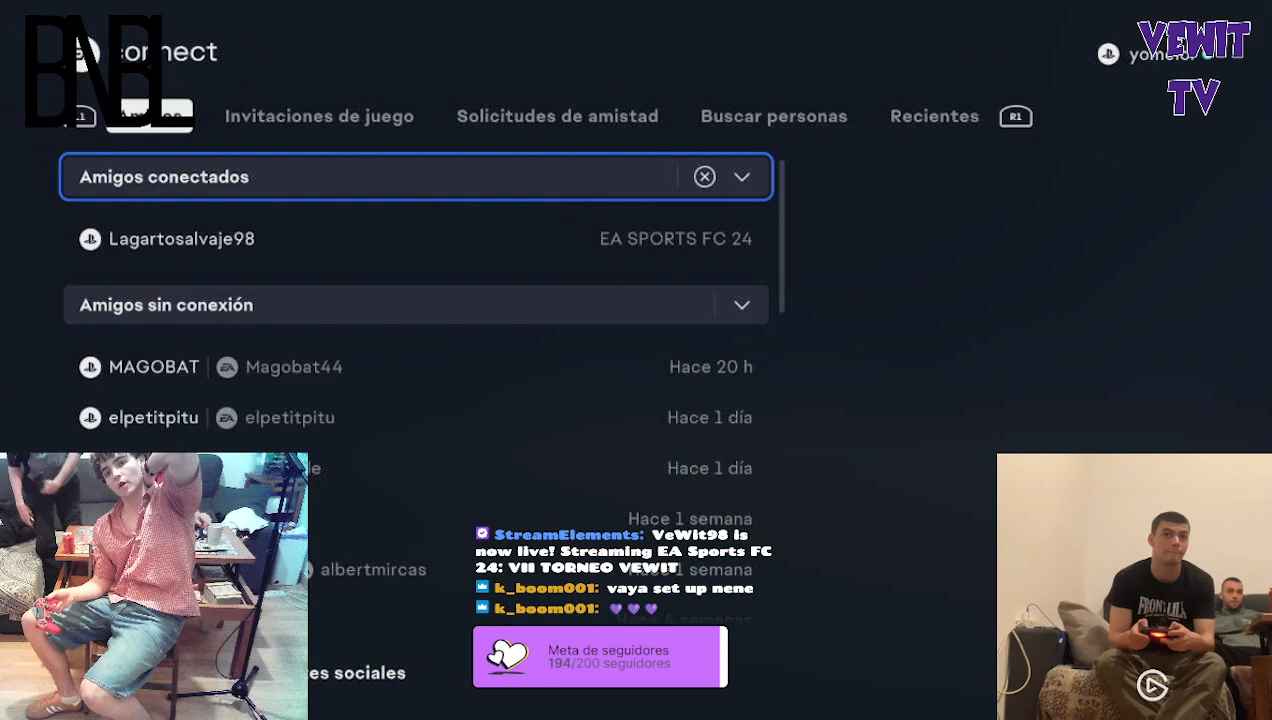 connect
VEWIT
TV
Invitaciones de juego
Solicitudes de amistad
Buscar personas
Recientes
R1
Amigos conectados
Lagartosalvaje98
EA SPORTS FC 24
Amigos sin conexión
MAGOBAT
EA
Magobat44
Hace 20 h
elpetitpitu
EA
elpetitpitu
Hace 1 día
Hace 1 día
Hace 1 semana
StreamElements: VeWit98 is
now live! Streaming EA Sports FC
24: VII TORNEO VEWIT
albertmircas
k_boom001: vaya set up nene
k_boom001:
Meta de seguidores
194/200 seguidores
es sociales